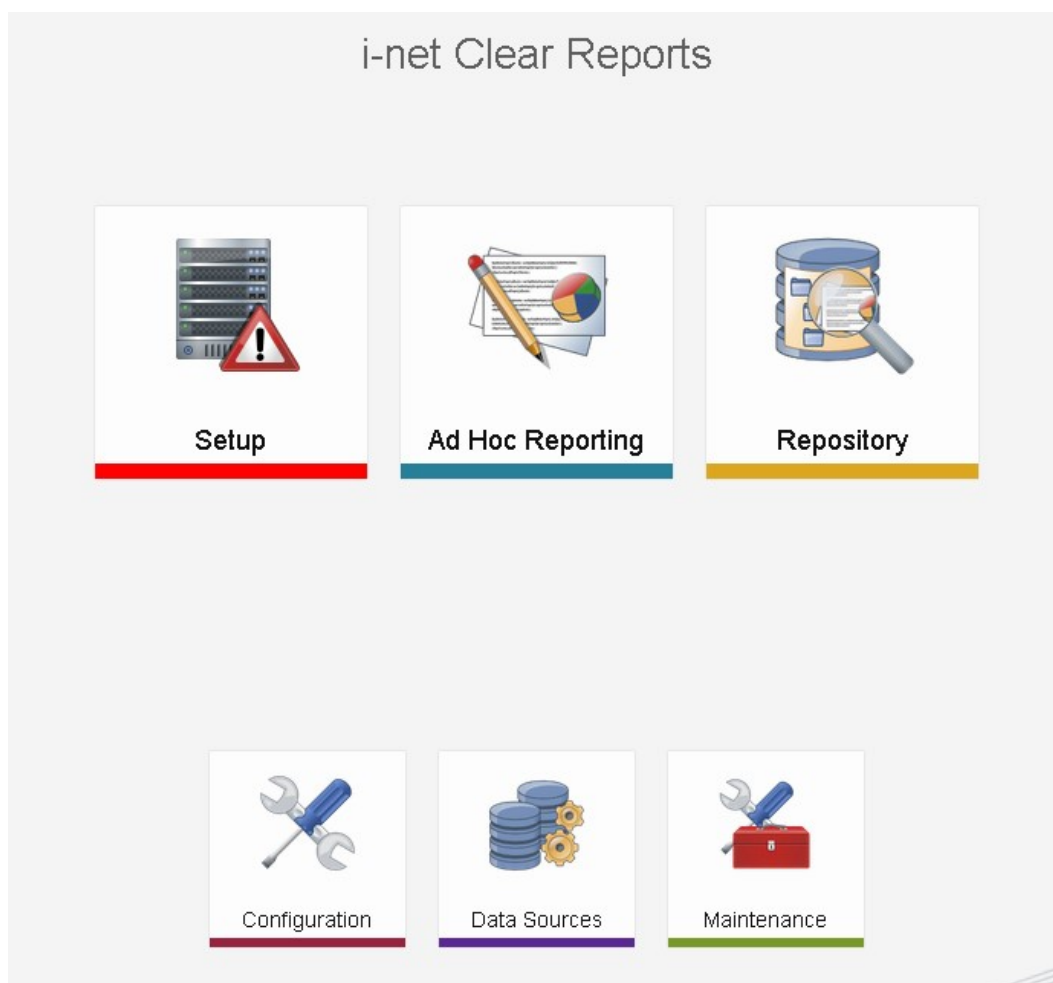 i-net Clear Reports
Setup
Ad Hoc Reporting
Repository
Configuration
Data Sources
Maintenance